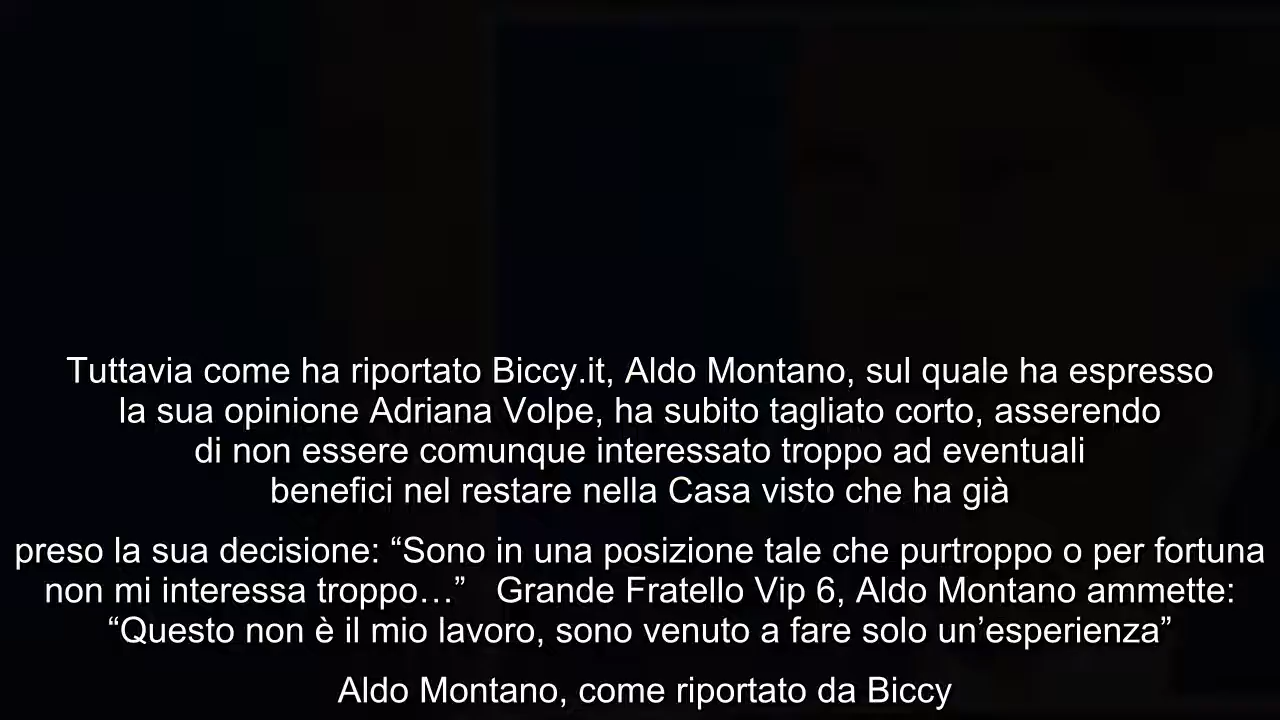 Tuttavia come ha riportato Biccy.it, Aldo Montano, sul quale ha espresso
la sua opinione Adriana Volpe, ha subito tagliato corto, asserendo
di non essere comunque interessato troppo ad eventuali
benefici nel restare nella Casa visto che ha già
preso la sua decisione: “Sono in una posizione tale che purtroppo o per fortuna
non mi interessa troppo…”   Grande Fratello Vip 6, Aldo Montano ammette:
“Questo non è il mio lavoro, sono venuto a fare solo un’esperienza”
Aldo Montano, come riportato da Biccy